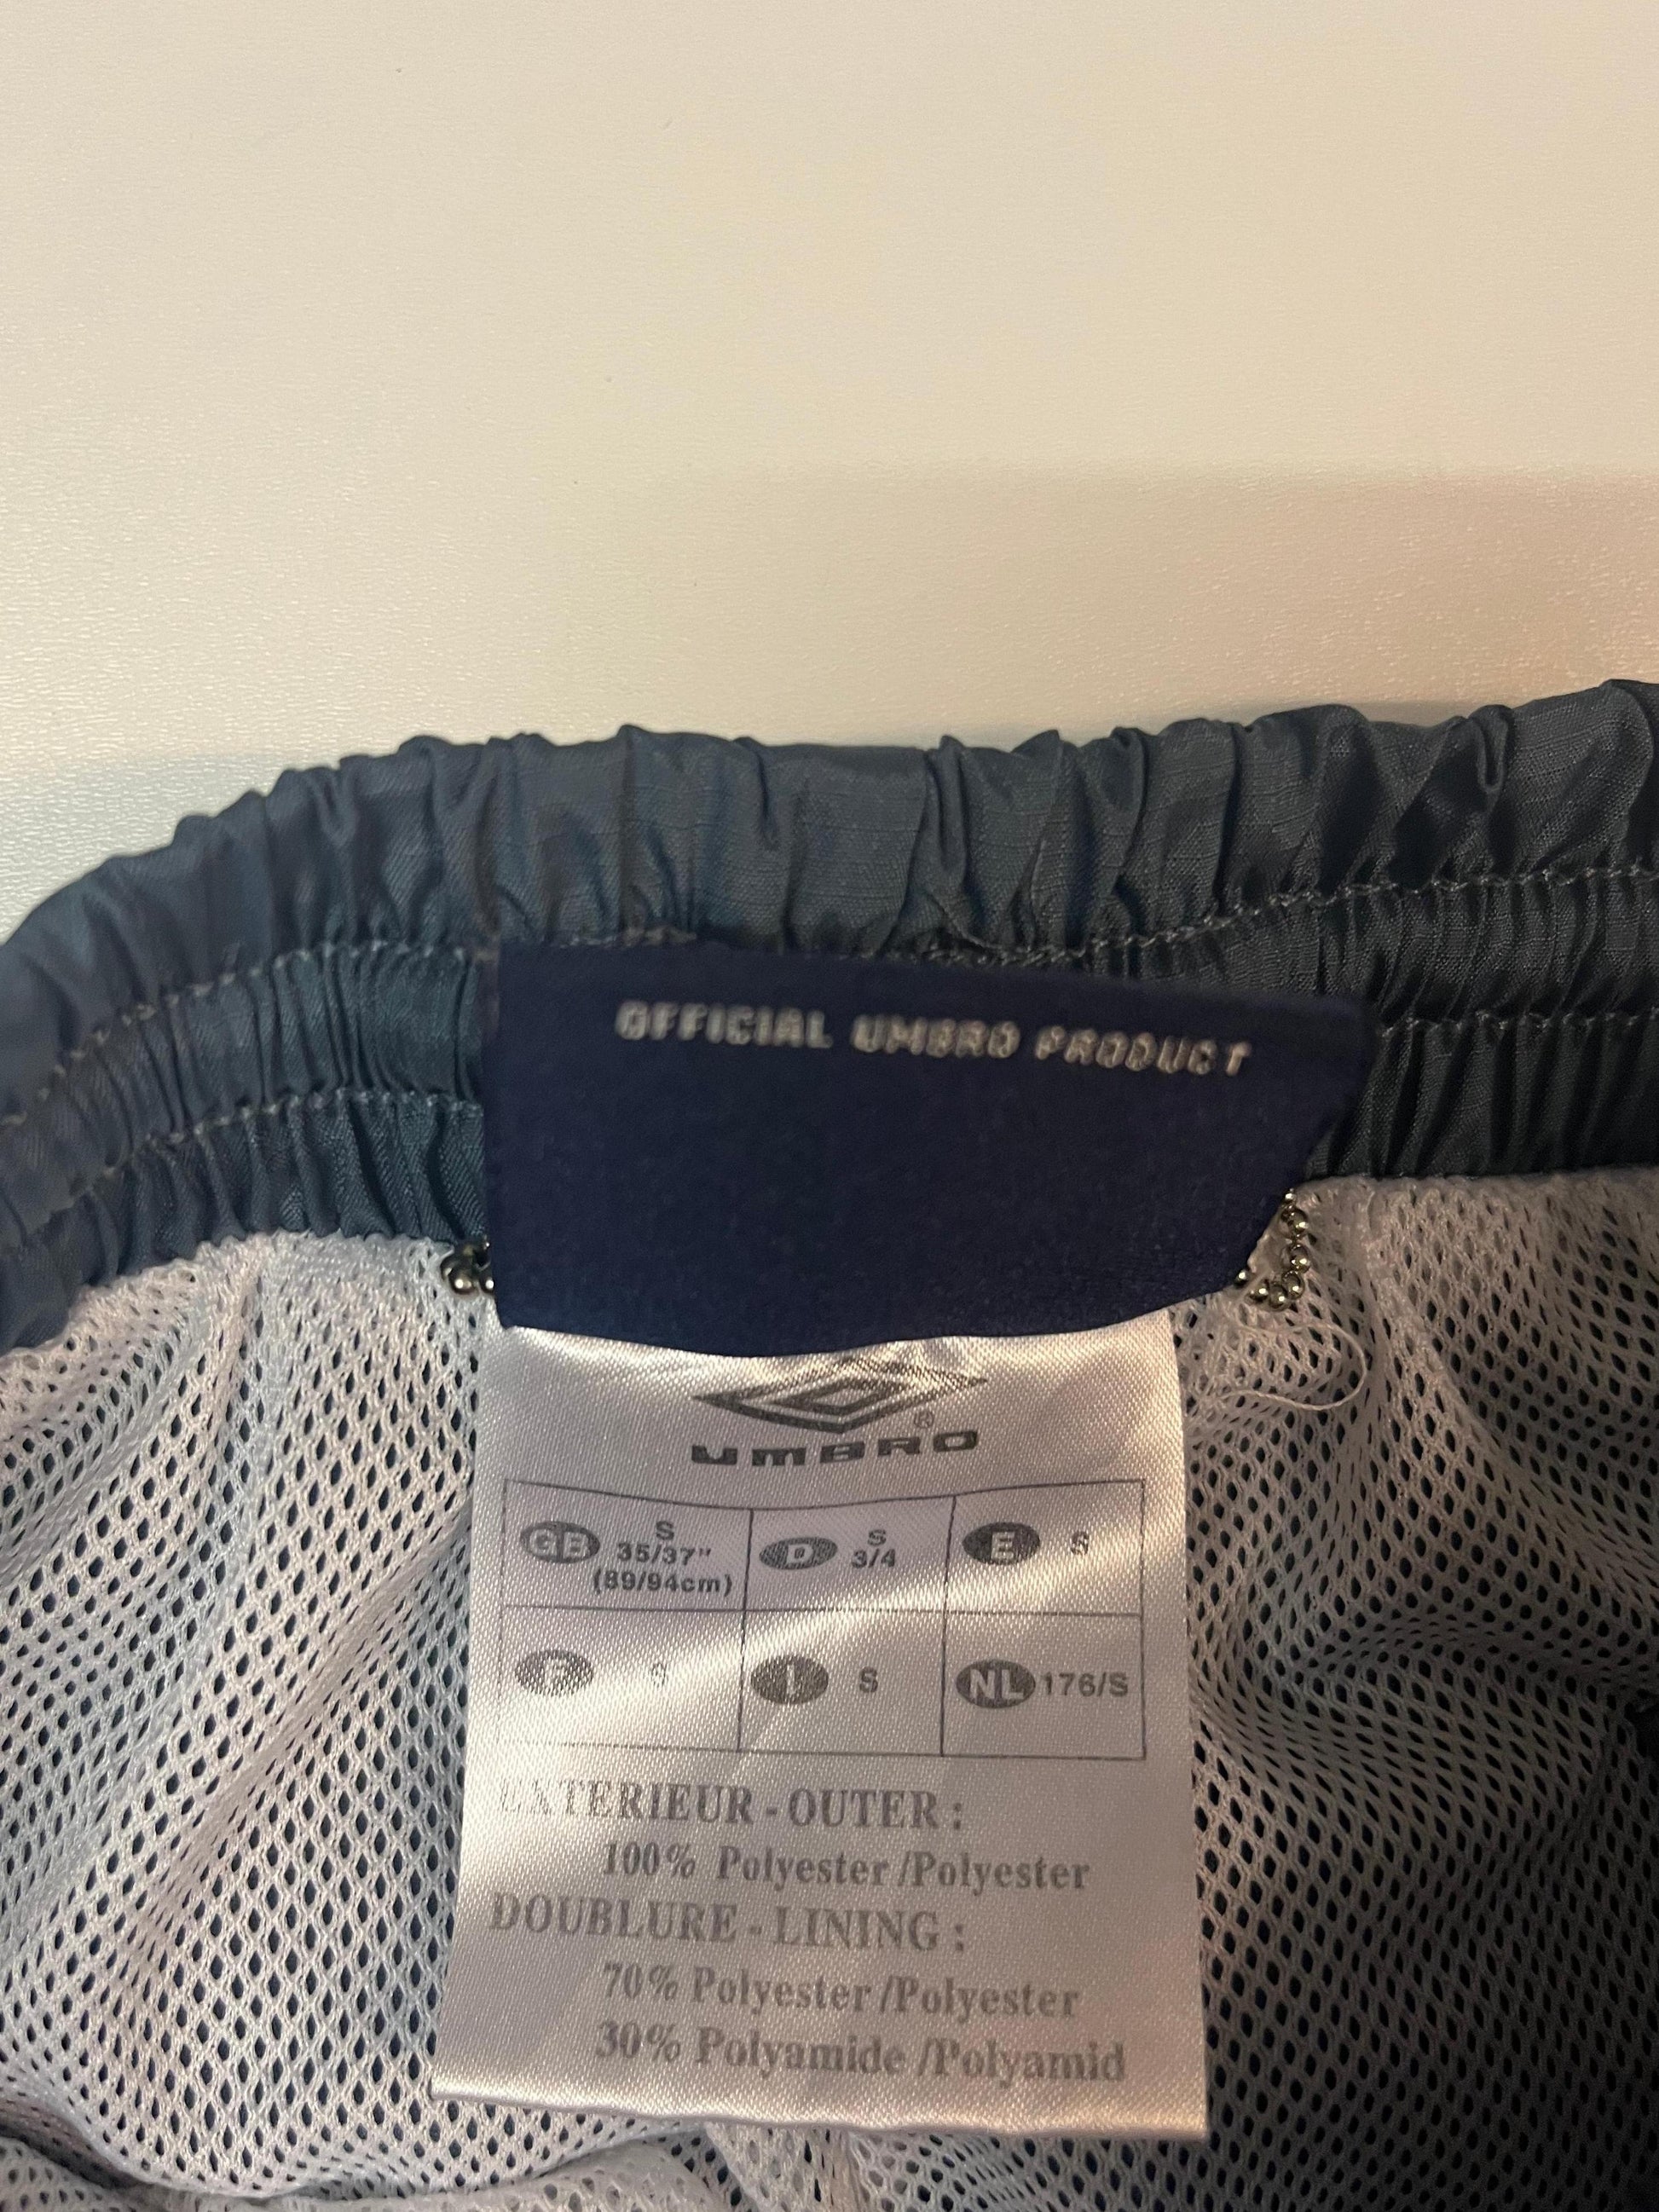 OFFICIAL UMBRO PRODUCT
®
UMBRO
GB S 35/37" (89/94cm)
D S 3/4
E S
F S
I S
NL 176/S
EXTERIEUR - OUTER :
100% Polyester /Polyester
DOUBLURE - LINING :
70% Polyester /Polyester
30% Polyamide /Polyamid